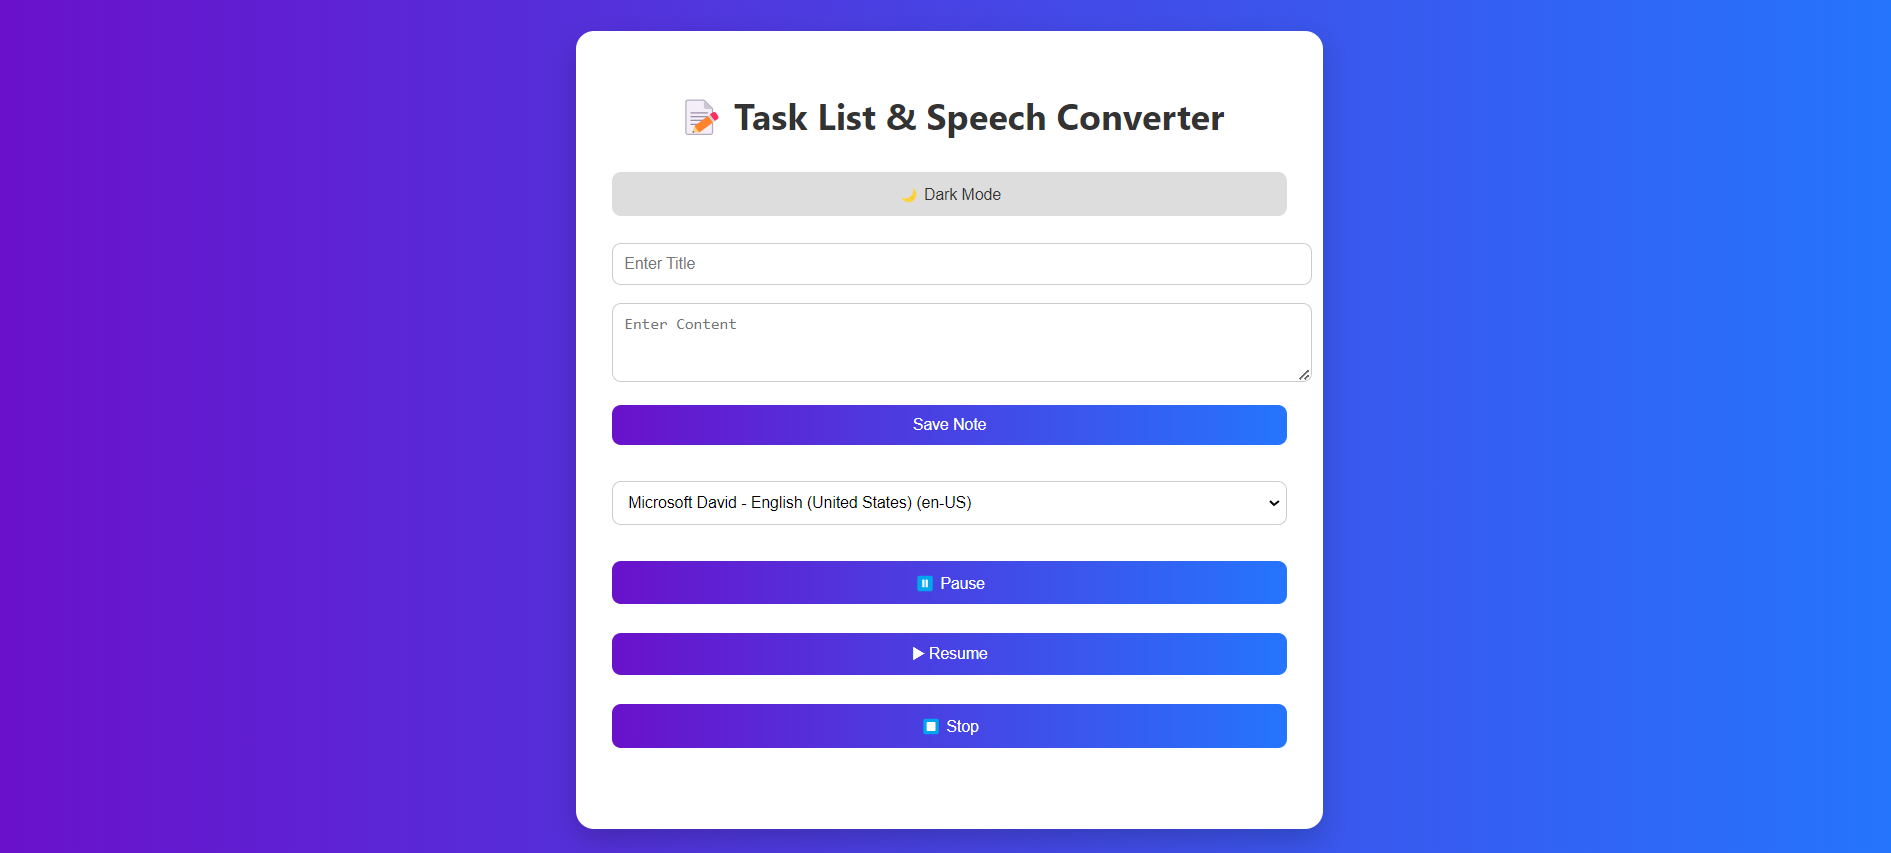 📝 Task List & Speech Converter
🌙 Dark Mode
Enter Title
Enter Content
Save Note
Microsoft David - English (United States) (en-US)
⏸ Pause
▶ Resume
⏹ Stop